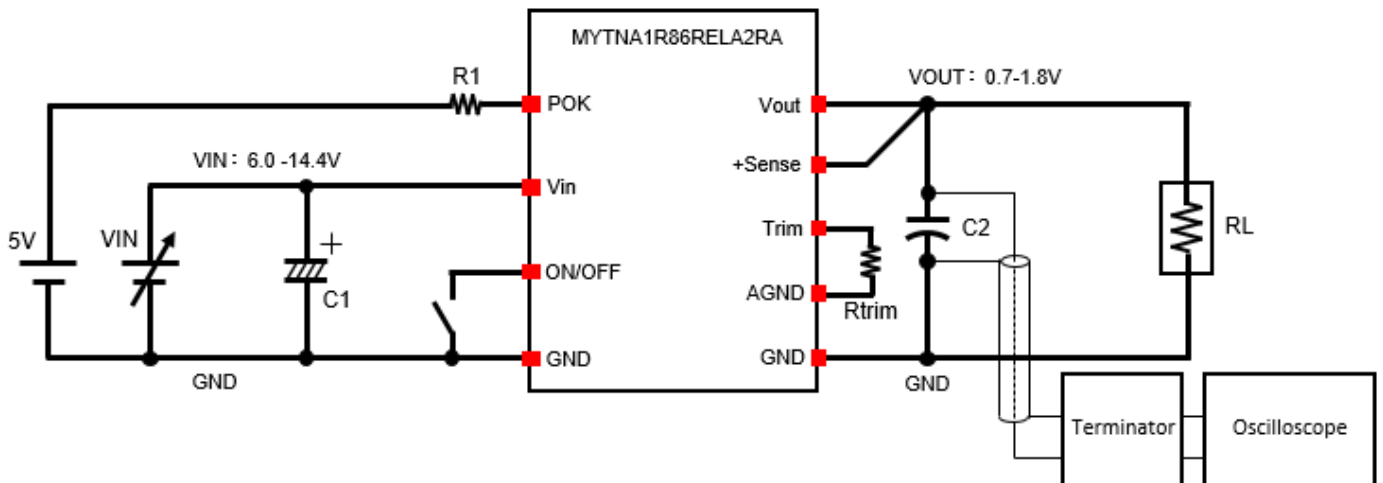 MYTNA1R86RELA2RA
R1
POK
VOUT : 0.7-1.8V
Vout
VIN : 6.0 -14.4V
+Sense
Vin
5V
VIN
Trim
C2
RL
ON/OFF
C1
AGND
Rtrim
GND
GND
GND
GND
Terminator
Oscilloscope